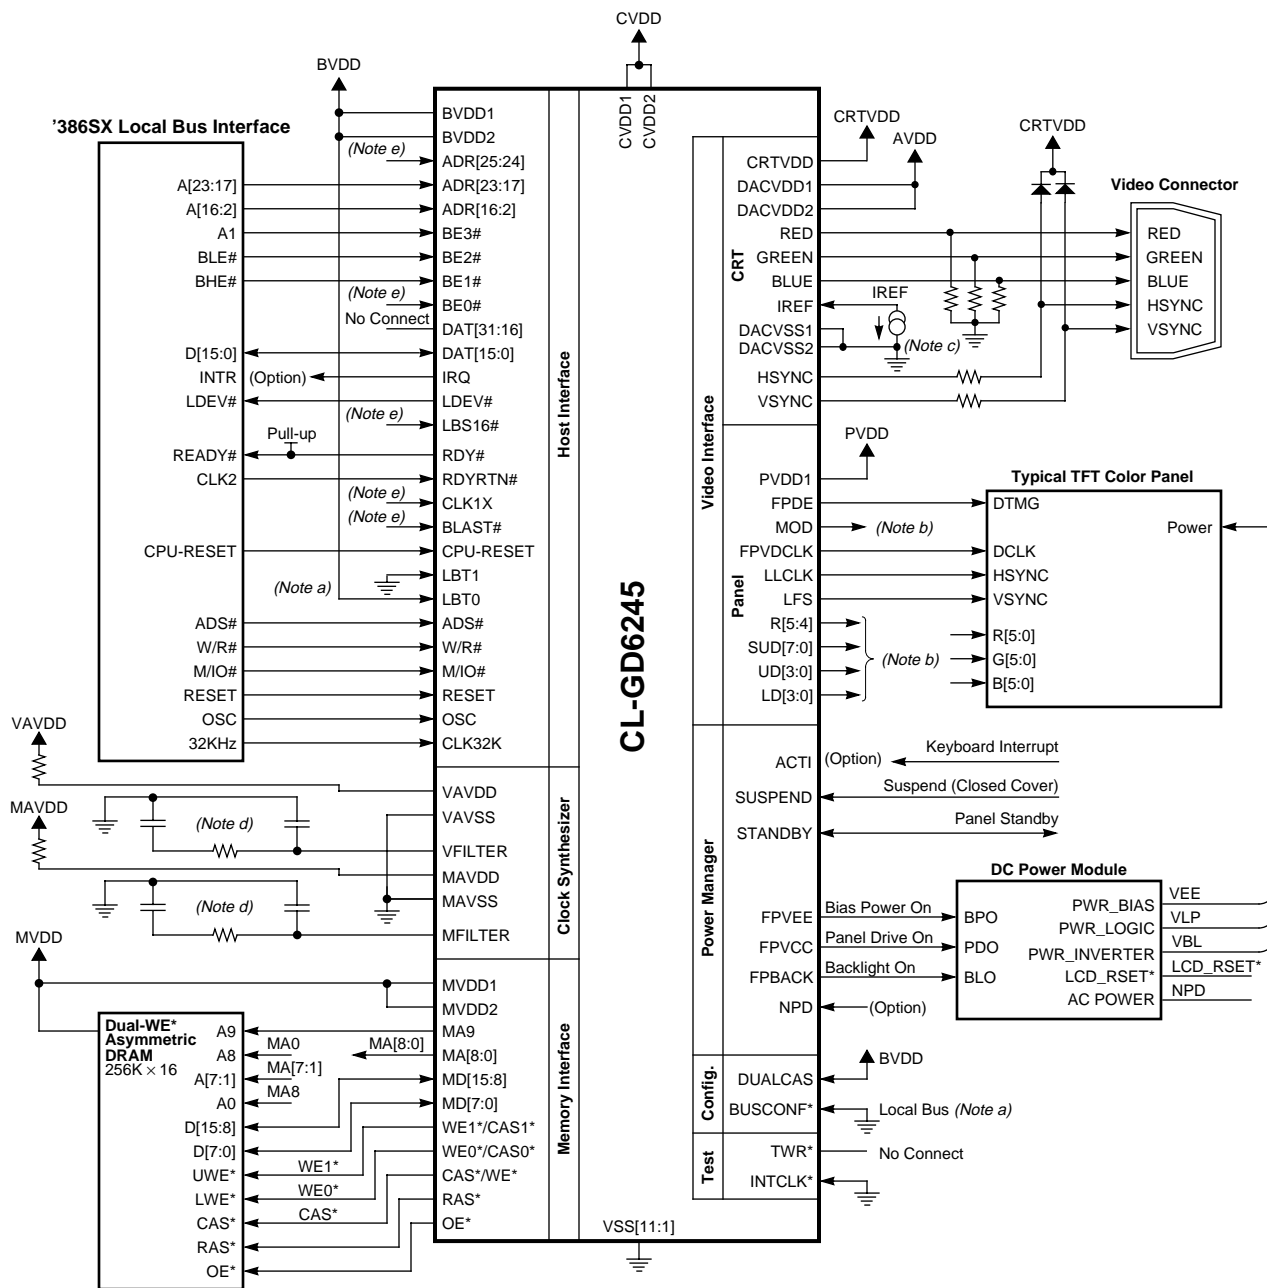 CVDD
BVDD
CVDD1
CVDD2
'386SX Local Bus Interface
A[23:17]
A[16:2]
A1
BLE#
BHE#
D[15:0]
INTR
LDEV#
READY#
CLK2
CPU-RESET
ADS#
W/R#
M/IO#
RESET
OSC
32KHz
(Note e)
(Note e)
No Connect
(Option)
(Note e)
Pull-up
(Note e)
(Note e)
(Note a)
BVDD1
BVDD2
ADR[25:24]
ADR[23:17]
ADR[16:2]
BE3#
BE2#
BE1#
BE0#
DAT[31:16]
DAT[15:0]
IRQ
LDEV#
LBS16#
RDY#
RDYRTN#
CLK1X
BLAST#
CPU-RESET
LBT1
LBT0
ADS#
W/R#
M/IO#
RESET
OSC
CLK32K
Host Interface
VAVDD
MAVDD
(Note d)
(Note d)
VAVDD
VAVSS
VFILTER
MAVDD
MAVSS
MFILTER
Clock Synthesizer
MVDD
Dual-WE*
Asymmetric
DRAM
256K × 16
A9
A8
A[7:1]
A0
D[15:8]
D[7:0]
UWE*
LWE*
CAS*
RAS*
OE*
MA0
MA[7:1]
MA8
MA[8:0]
WE1*
WE0*
CAS*
MVDD1
MVDD2
MA9
MA[8:0]
MD[15:8]
MD[7:0]
WE1*/CAS1*
WE0*/CAS0*
CAS*/WE*
RAS*
OE*
Memory Interface
VSS[11:1]
CL-GD6245
Video Interface
CRT
CRTVDD
DACVDD1
DACVDD2
RED
GREEN
BLUE
IREF
DACVSS1
DACVSS2
HSYNC
VSYNC
CRTVDD
AVDD
CRTVDD
IREF
(Note c)
Video Connector
RED
GREEN
BLUE
HSYNC
VSYNC
Panel
PVDD
PVDD1
FPDE
MOD
FPVDCLK
LLCLK
LFS
R[5:4]
SUD[7:0]
UD[3:0]
LD[3:0]
(Note b)
(Note b)
Typical TFT Color Panel
DTMG
Power
DCLK
HSYNC
VSYNC
R[5:0]
G[5:0]
B[5:0]
Power Manager
ACTI
SUSPEND
STANDBY
FPVEE
FPVCC
FPBACK
NPD
(Option)
Keyboard Interrupt
Suspend (Closed Cover)
Panel Standby
Bias Power On
Panel Drive On
Backlight On
(Option)
DC Power Module
BPO
PDO
BLO
PWR_BIAS
PWR_LOGIC
PWR_INVERTER
LCD_RSET*
AC POWER
VEE
VLP
VBL
LCD_RSET*
NPD
Config.
DUALCAS
BUSCONF*
BVDD
Local Bus (Note a)
Test
TWR*
INTCLK*
No Connect